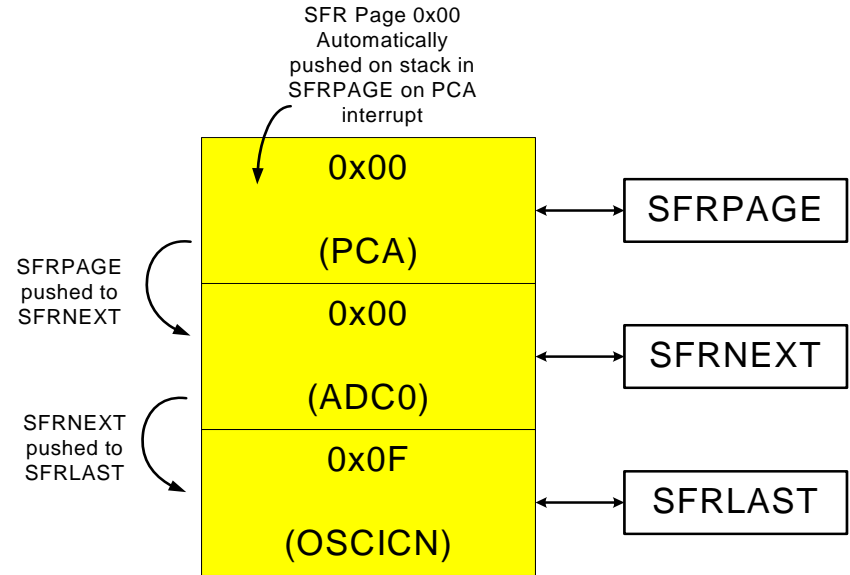 SFR Page 0x00
Automatically
pushed on stack in
SFRPAGE on PCA
interrupt
0x00
(PCA)
SFRPAGE
SFRPAGE
pushed to
SFRNEXT
0x00
(ADC0)
SFRNEXT
SFRNEXT
pushed to
SFRLAST
0x0F
(OSCICN)
SFRLAST